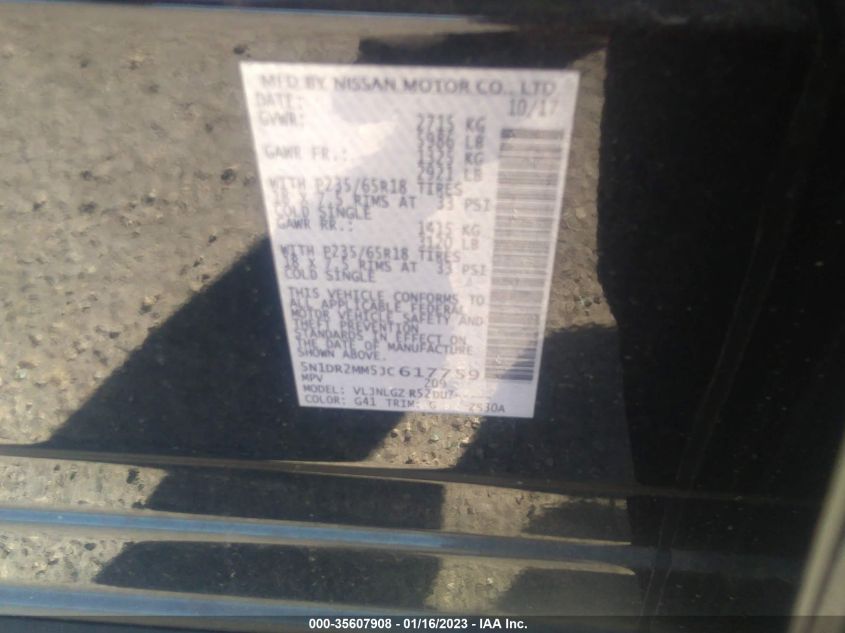 MFD BY NISSAN MOTOR CO., LTD
DATE: 10/17
GVWR: 2715 KG
5986 LB
GAWR FR.: 1325 KG
2921 LB
WITH P235/65R18 TIRES
18 X 7.5 RIMS AT 33 PSI
COLD SINGLE
GAWR RR.: 1415 KG
3120 LB
WITH P235/65R18 TIRES
18 X 7.5 RIMS AT 33 PSI
COLD SINGLE
THIS VEHICLE CONFORMS TO
ALL APPLICABLE FEDERAL
MOTOR VEHICLE SAFETY AND
THEFT PREVENTION
STANDARDS IN EFFECT ON
THE DATE OF MANUFACTURE
SHOWN ABOVE.
5N1DR2MM5JC617759
MPV 209
MODEL: VLJNLGZ R52DU7
COLOR: G41 TRIM: G 2530A
000-35607908 - 01/16/2023 - IAA Inc.